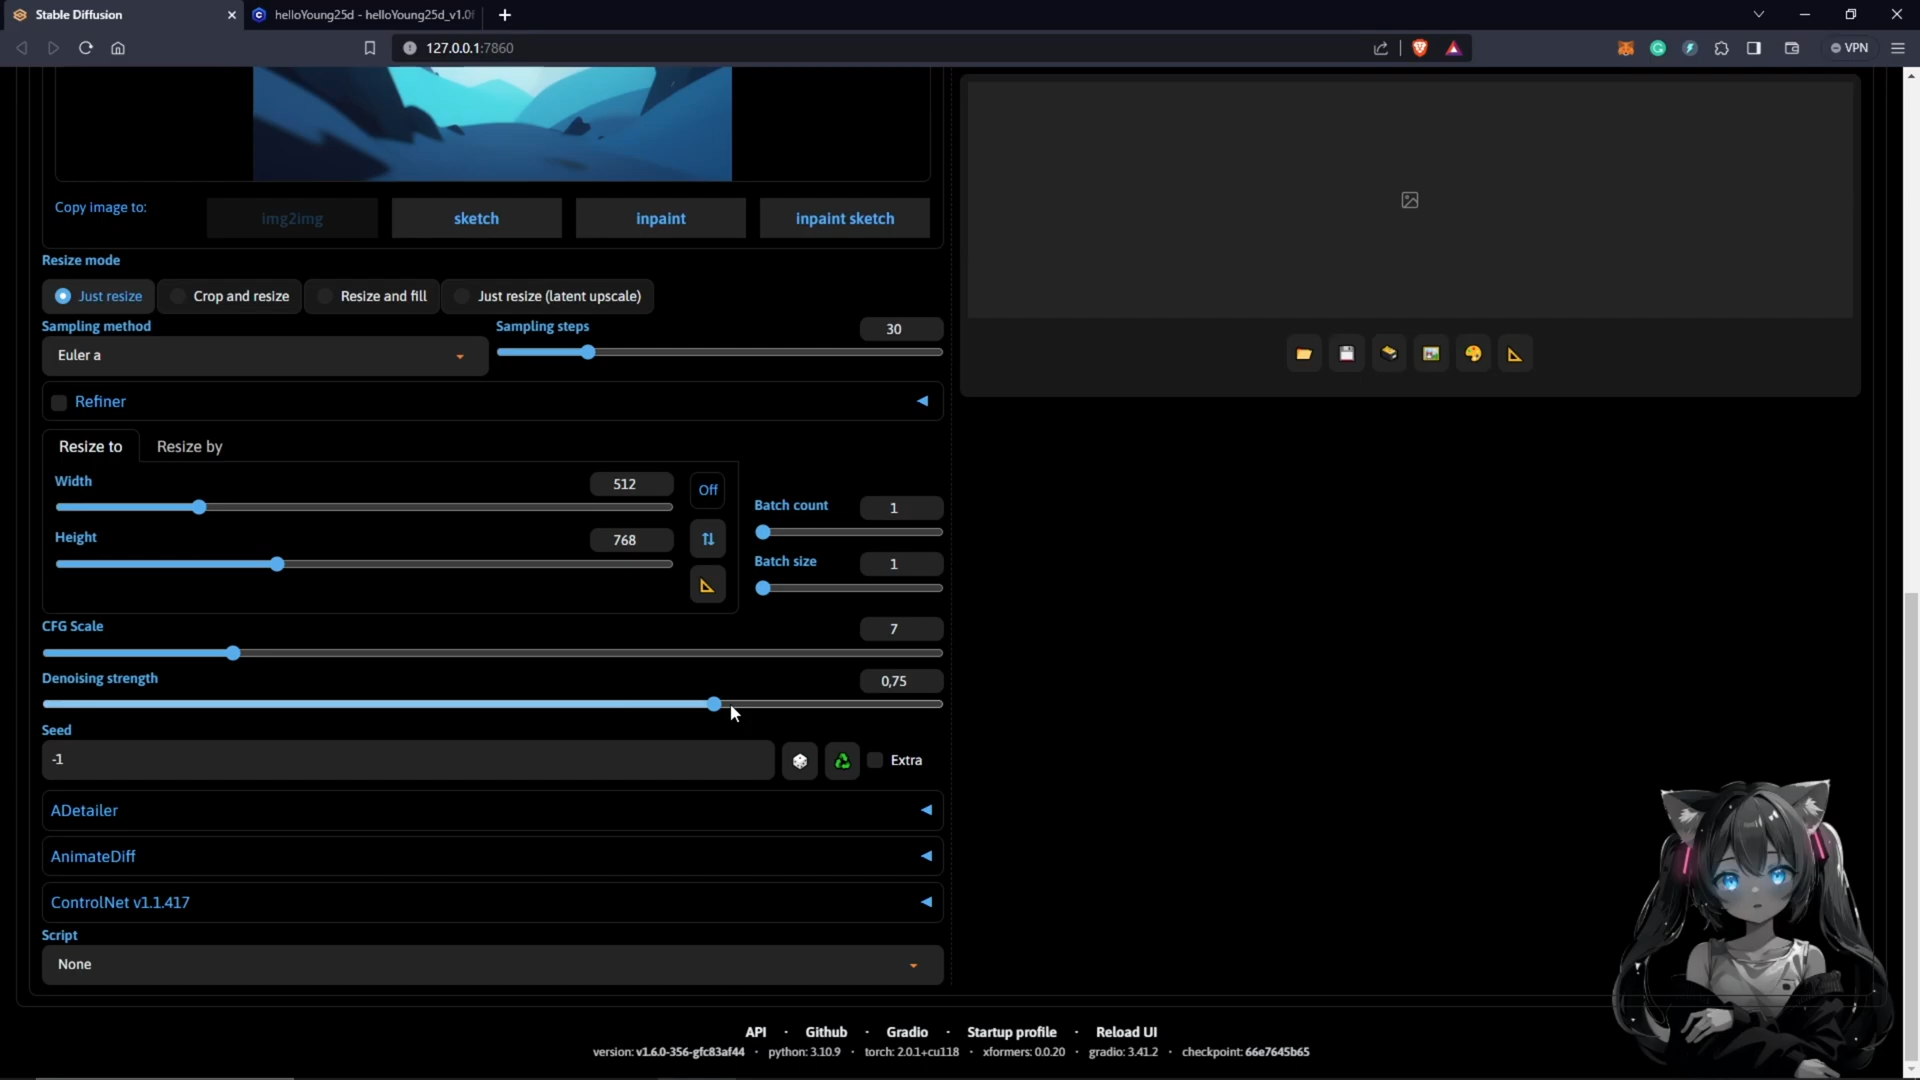 Stable Diffusion
helloYoung25d - helloYoung25d_v1.0
127.0.0.1:7860
VPN
Copy image to:
img2img
sketch
inpaint
inpaint sketch
Resize mode
Just resize
Crop and resize
Resize and fill
Just resize (latent upscale)
Sampling method
Sampling steps
30
Euler a
Refiner
Resize to
Resize by
Width
512
Off
Height
768
Batch count
1
Batch size
1
CFG Scale
7
Denoising strength
0,75
Seed
-1
Extra
ADetailer
AnimateDiff
ControlNet v1.1.417
Script
None
API · Github · Gradio · Startup profile · Reload UI
version: v1.6.0-356-gfc83af44 · python: 3.10.9 · torch: 2.0.1+cu118 · xformers: 0.0.20 · gradio: 3.41.2 · checkpoint: 66e7645b65